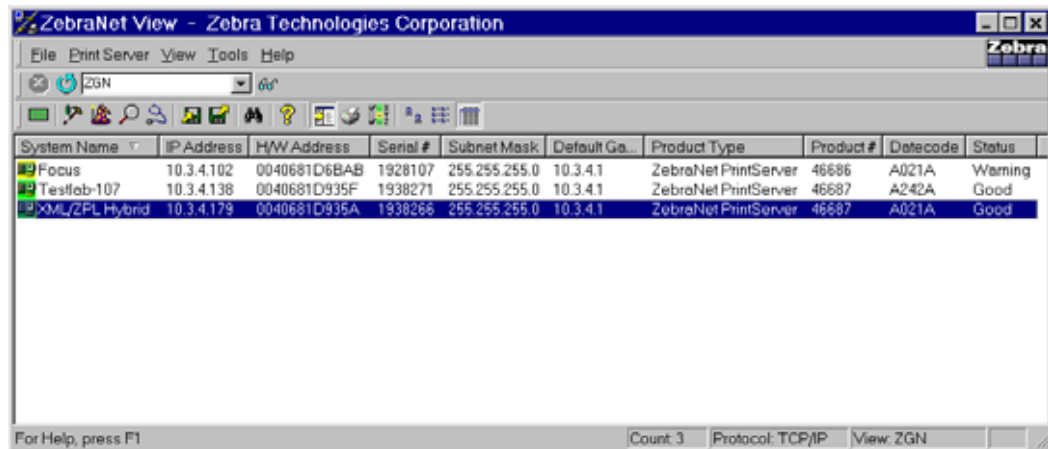 ZebraNet View - Zebra Technologies Corporation
File Print Server View Tools Help
Zebra
ZGN
System Name IP Address H/W Address Serial # Subnet Mask Default Ga... Product Type Product # Datecode Status
Focus 10.3.4.102 0040681D6BAB 1928107 255.255.255.0 10.3.4.1 ZebraNet PrintServer 46686 A021A Warning
Testlab-107 10.3.4.138 0040681D935F 1938271 255.255.255.0 10.3.4.1 ZebraNet PrintServer 46687 A242A Good
XML/ZPL Hybrid 10.3.4.179 0040681D935A 1938266 255.255.255.0 10.3.4.1 ZebraNet PrintServer 46687 A021A Good
For Help, press F1 Count: 3 Protocol: TCP/IP View: ZGN